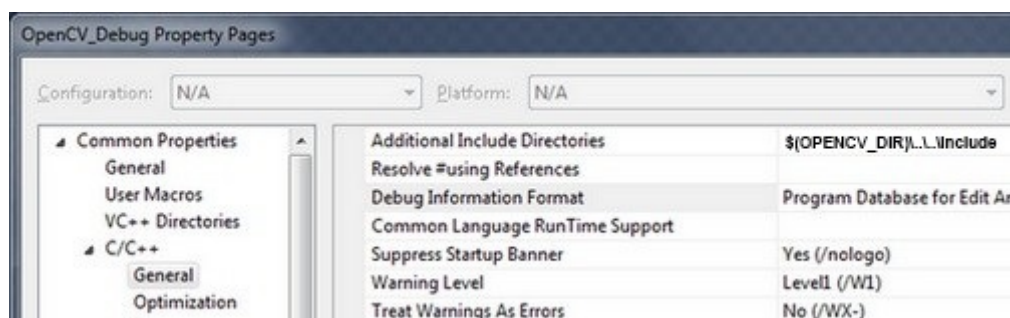 OpenCV_Debug Property Pages
Configuration: N/A Platform: N/A
Common Properties
General
User Macros
VC++ Directories
C/C++
General
Optimization
Additional Include Directories $(OPENCV_DIR)\..\..\include
Resolve #using References
Debug Information Format Program Database for Edit
Common Language RunTime Support
Suppress Startup Banner Yes (/nologo)
Warning Level Level1 (/W1)
Treat Warnings As Errors No (/WX-)